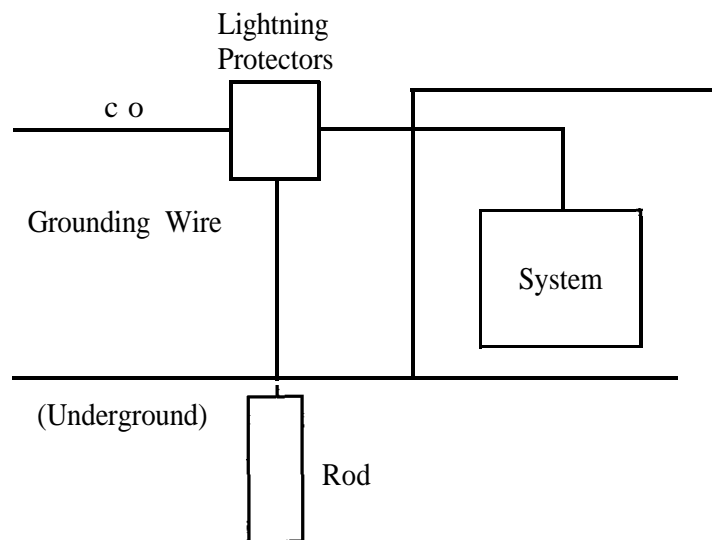 Lightning
Protectors
c o
Grounding Wire
System
(Underground)
Rod